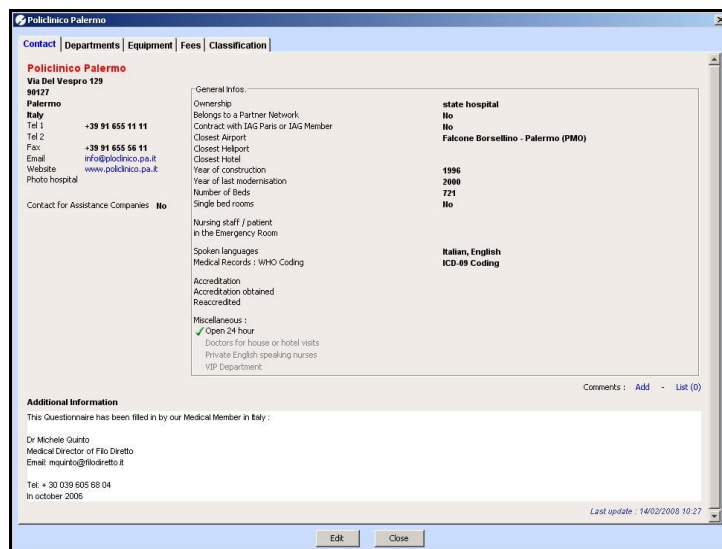 Policlinico Palermo
Contact Departments Equipment Fees Classification
Policlinico Palermo
Via Del Vespro 129
90127
Palermo
Italy
Tel 1 +39 91 655 11 11
Tel 2
Fax +39 91 655 56 11
Email info@ploclinico.pa.it
Website www.policlinico.pa.it
Photo hospital
Contact for Assistance Companies No
General Infos.
Ownership state hospital
Belongs to a Partner Network No
Contract with IAG Paris or IAG Member No
Closest Airport Falcone Borsellino - Palermo (PMO)
Closest Heliport
Closest Hotel
Year of construction 1996
Year of last modernisation 2000
Number of Beds 721
Single bed rooms No
Nursing staff / patient
in the Emergency Room
Spoken languages Italian, English
Medical Records : WHO Coding ICD-09 Coding
Accreditation
Accreditation obtained
Reaccredited
Miscellaneous :
Open 24 hour
Doctors for house or hotel visits
Private English speaking nurses
VIP Department
Comments : Add - List (0)
Additional Information
This Questionnaire has been filled in by our Medical Member in Italy :
Dr Michele Quinto
Medical Director of Filo Diretto
Email: mquinto@filodiretto.it
Tel: + 30 039 605 68 04
In october 2006
Last update : 14/02/2008 10:27
Edit Close